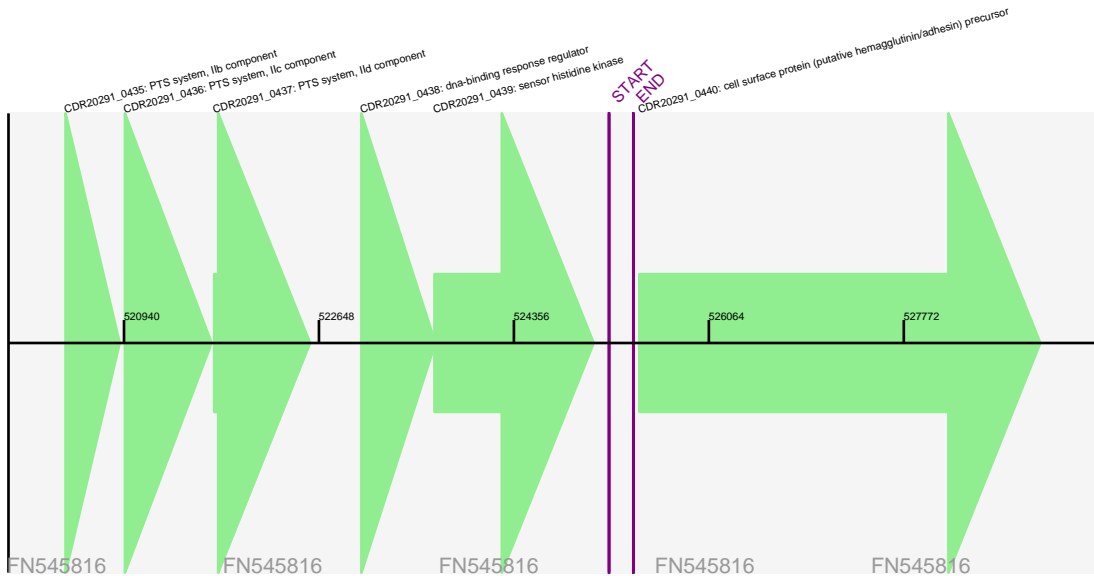 CDR20291_0435: PTS system, IIb component
CDR20291_0436: PTS system, IIc component
CDR20291_0437: PTS system, IId component
CDR20291_0438: dna-binding response regulator
CDR20291_0439: sensor histidine kinase
START
END
CDR20291_0440: cell surface protein (putative hemagglutinin/adhesin) precursor
520940
522648
524356
526064
527772
FN545816
FN545816
FN545816
FN545816
FN545816